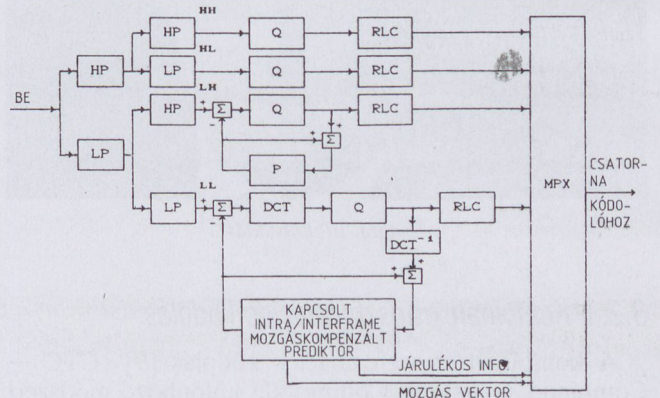 HH
HP Q RLC
HL
HP LP Q RLC
LH
BE HP + Σ Q RLC
- + + Σ
LP P MPX
LL
LP + Σ DCT Q RLC
CSATOR-
NA
KÓDO-
LÓHOZ
-
DCT⁻¹
+ + Σ
KAPCSOLT
INTRA/INTERFRAME
MOZGÁSKOMPENZÁLT
PREDIKTOR
JÁRULÉKOS INFO.
MOZGÁS VEKTOR